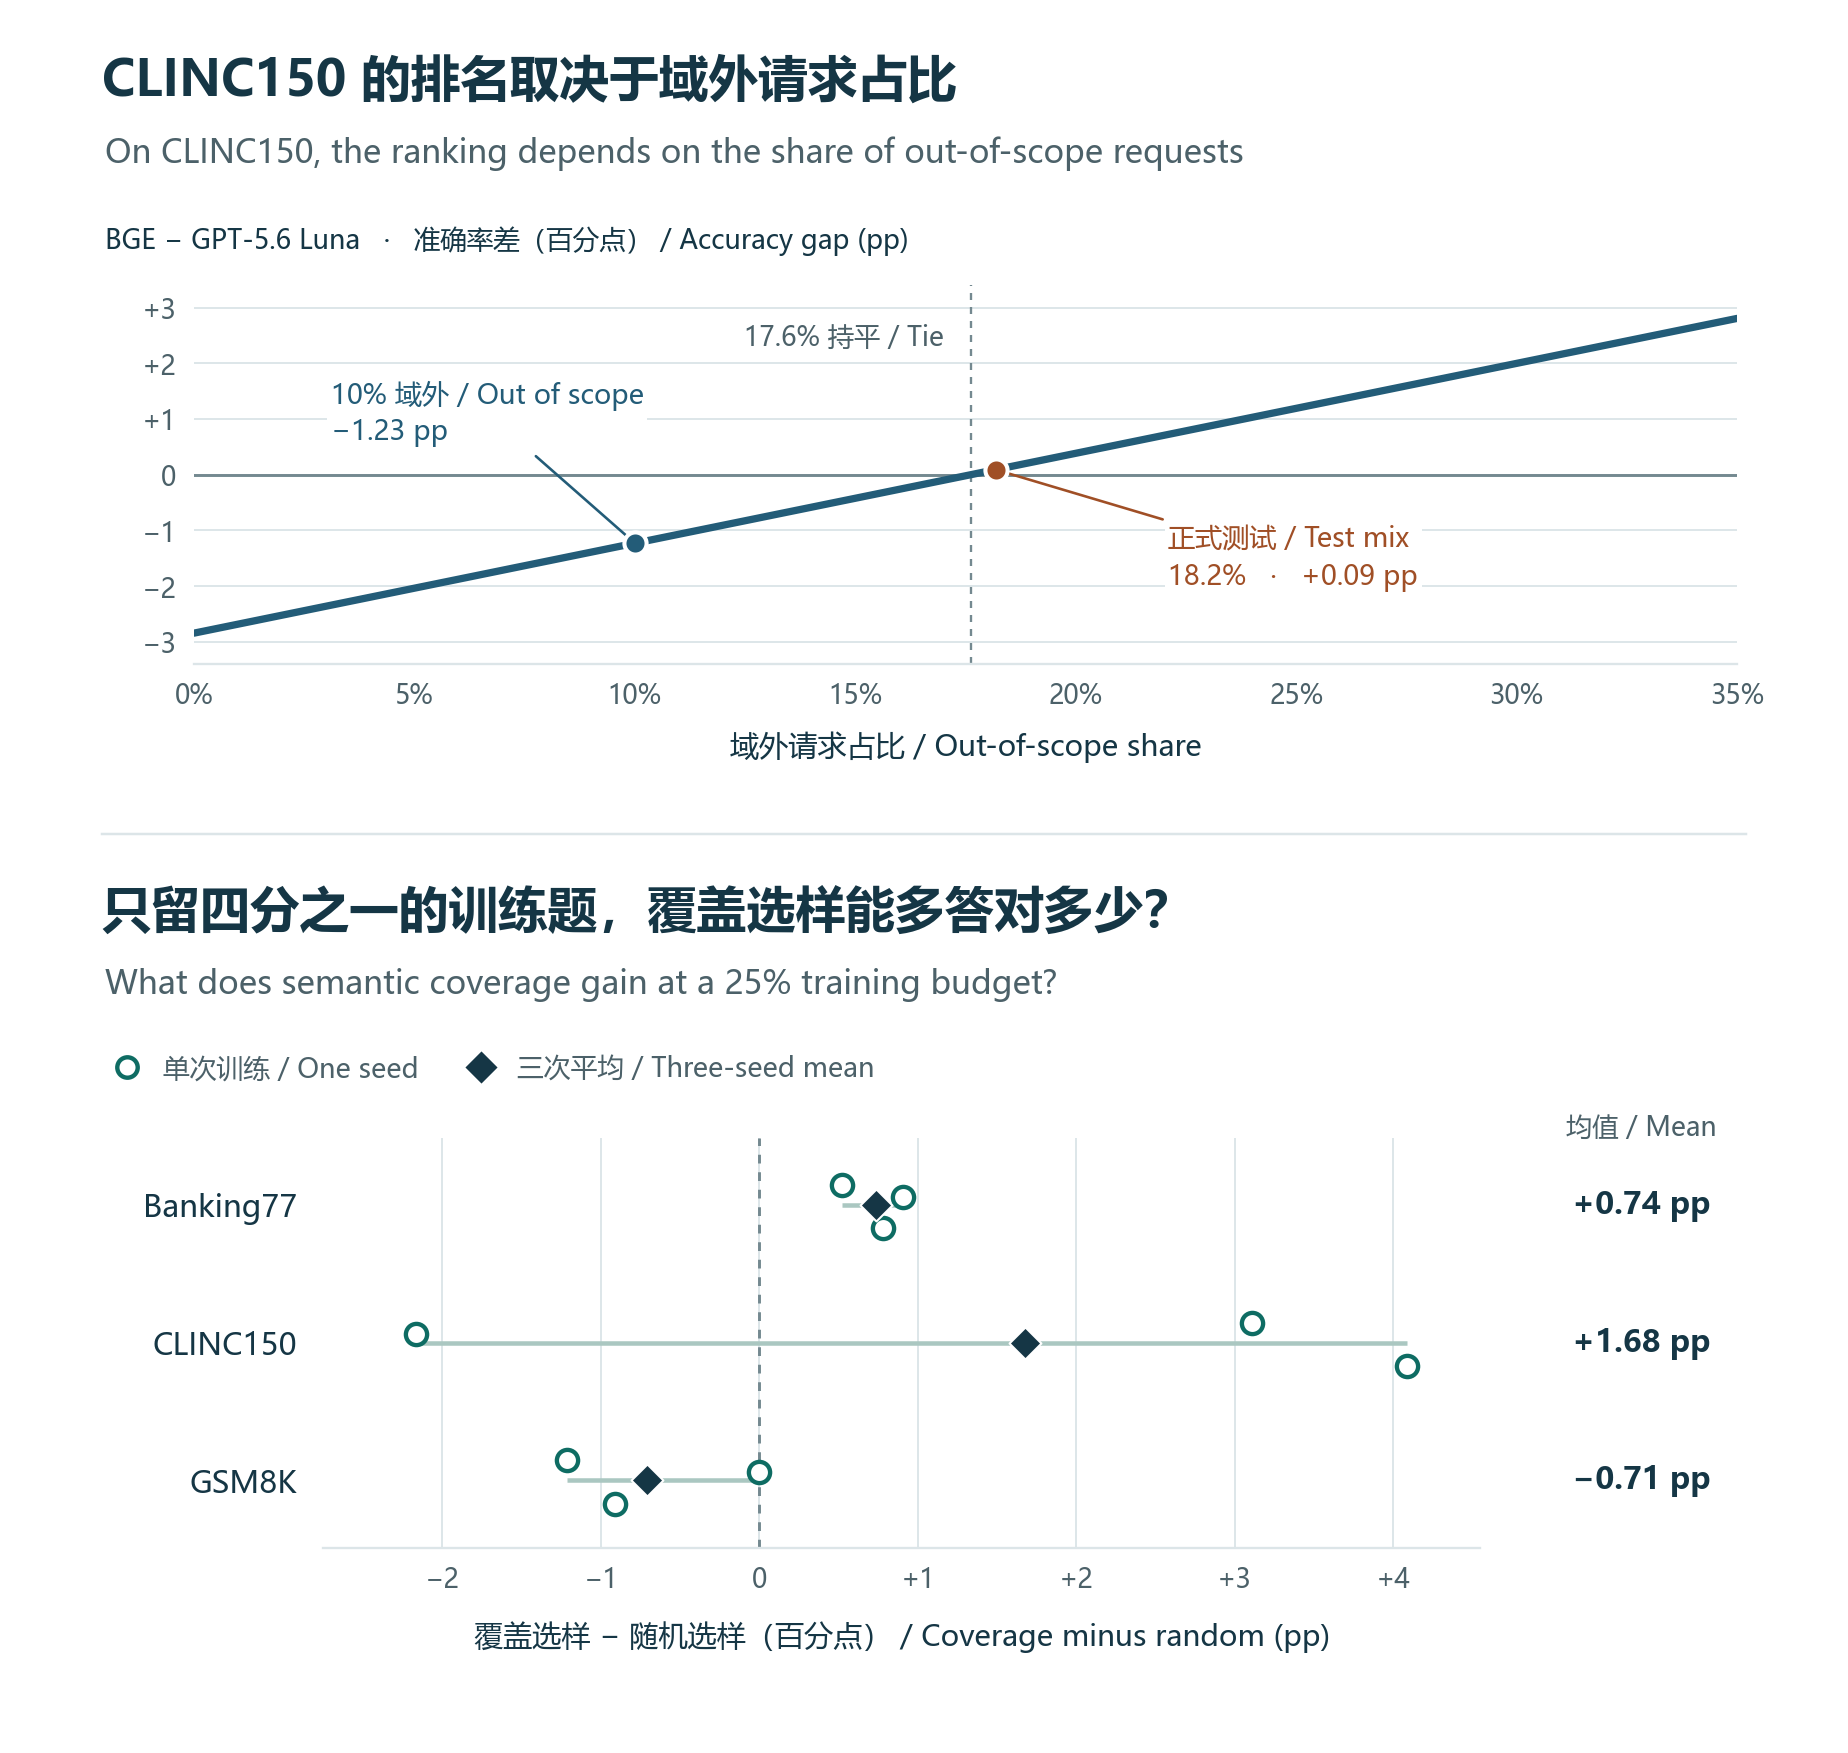 CLINC150 的排名取决于域外请求占比
On CLINC150, the ranking depends on the share of out-of-scope requests
BGE − GPT-5.6 Luna · 准确率差（百分点） / Accuracy gap (pp)
+3
17.6% 持平 / Tie
+2
10% 域外 / Out of scope
+1
−1.23 pp
0
−1
正式测试 / Test mix
18.2% · +0.09 pp
−2
−3
0% 5% 10% 15% 20% 25% 30% 35%
域外请求占比 / Out-of-scope share
只留四分之一的训练题，覆盖选样能多答对多少？
What does semantic coverage gain at a 25% training budget?
单次训练 / One seed 三次平均 / Three-seed mean
均值 / Mean
Banking77 +0.74 pp
CLINC150 +1.68 pp
GSM8K −0.71 pp
−2 −1 0 +1 +2 +3 +4
覆盖选样 − 随机选样（百分点） / Coverage minus random (pp)